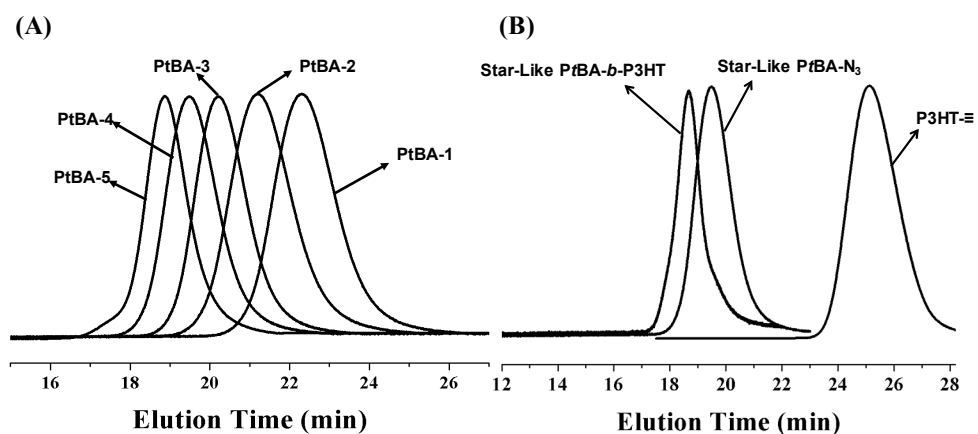 (A)
PtBA-3
PtBA-2
PtBA-4
PtBA-5
PtBA-1
16 18 20 22 24 26
Elution Time (min)
(B)
Star-Like PtBA-b-P3HT
Star-Like PtBA-N₃
P3HT-≡
12 14 16 18 20 22 24 26 28
Elution Time (min)